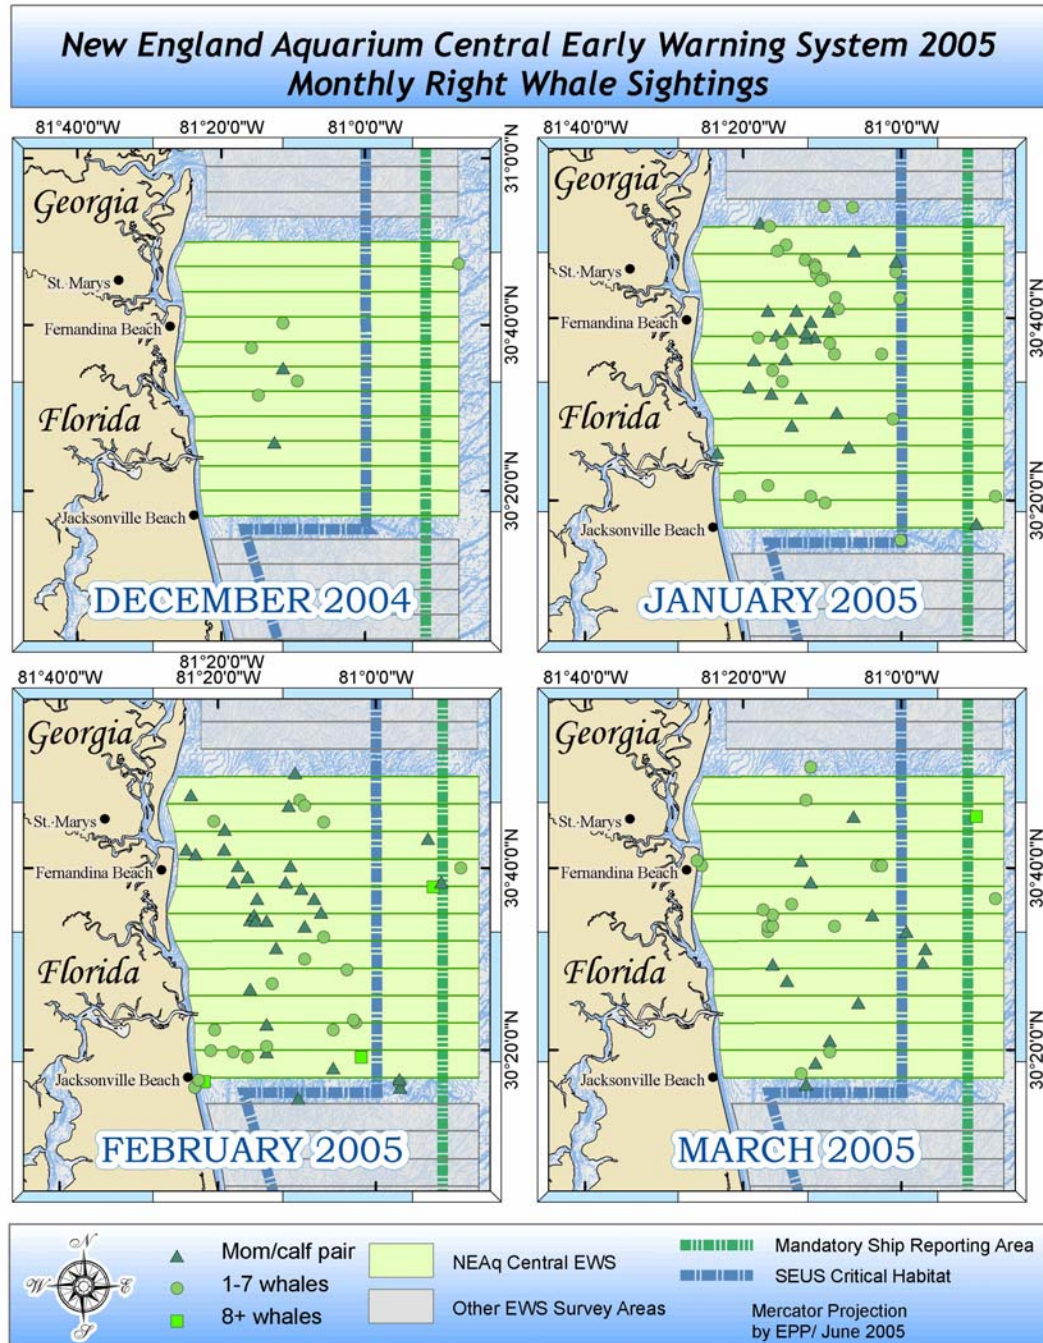 New England Aquarium Central Early Warning System 2005
Monthly Right Whale Sightings
81°40'0"W 81°20'0"W 81°0'0"W
Georgia
St. Marys
Fernandina Beach
Florida
Jacksonville Beach
DECEMBER 2004
31°0'0"N
30°40'0"N
30°20'0"N
81°20'0"W 81°0'0"W
Georgia
St. Marys
Fernandina Beach
Florida
Jacksonville Beach
JANUARY 2005
30°40'0"N
30°20'0"N
81°20'0"W
81°40'0"W 81°20'0"W 81°0'0"W
Georgia
St. Marys
Fernandina Beach
Florida
Jacksonville Beach
FEBRUARY 2005
30°40'0"N
30°20'0"N
81°40'0"W 81°20'0"W 81°0'0"W
Georgia
St. Marys
Fernandina Beach
Florida
Jacksonville Beach
MARCH 2005
30°40'0"N
30°20'0"N
N
W E
S
Mom/calf pair
1-7 whales
8+ whales
NEAq Central EWS
Other EWS Survey Areas
Mandatory Ship Reporting Area
SEUS Critical Habitat
Mercator Projection
by EPP/ June 2005